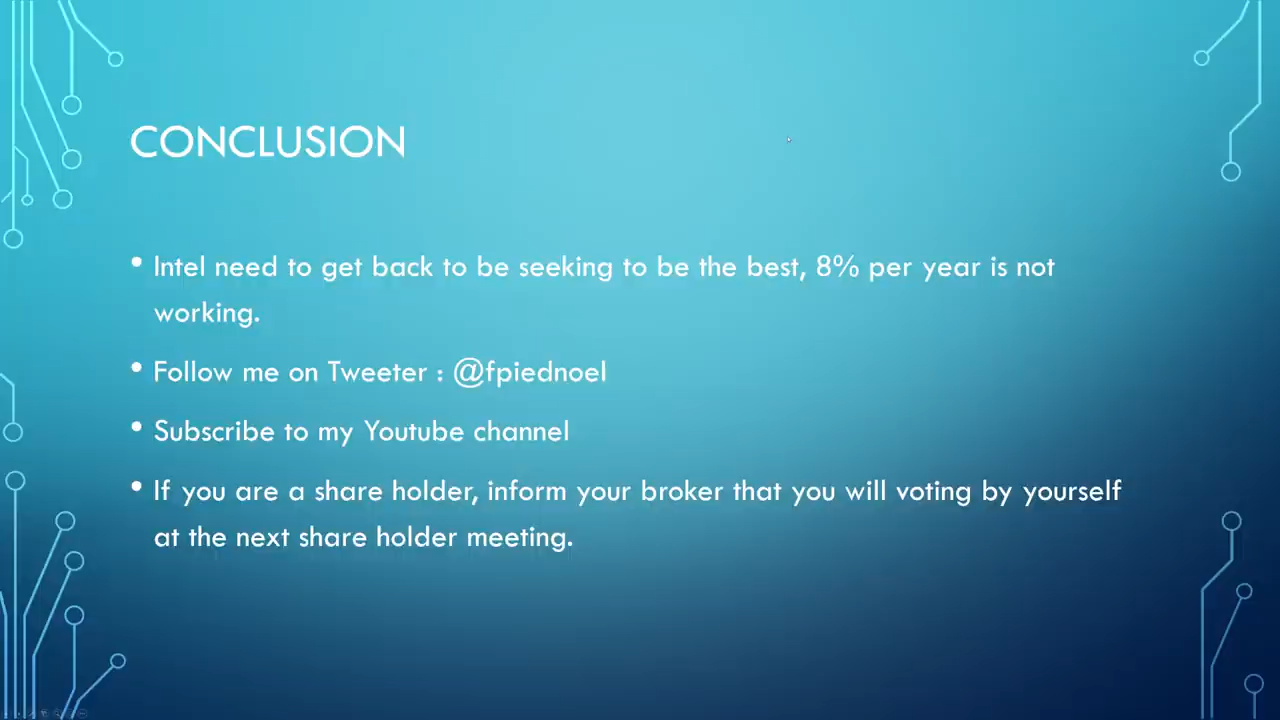 CONCLUSION
• Intel need to get back to be seeking to be the best, 8% per year is not
working.
• Follow me on Tweeter : @fpiednoel
• Subscribe to my Youtube channel
• If you are a share holder, inform your broker that you will voting by yourself
at the next share holder meeting.